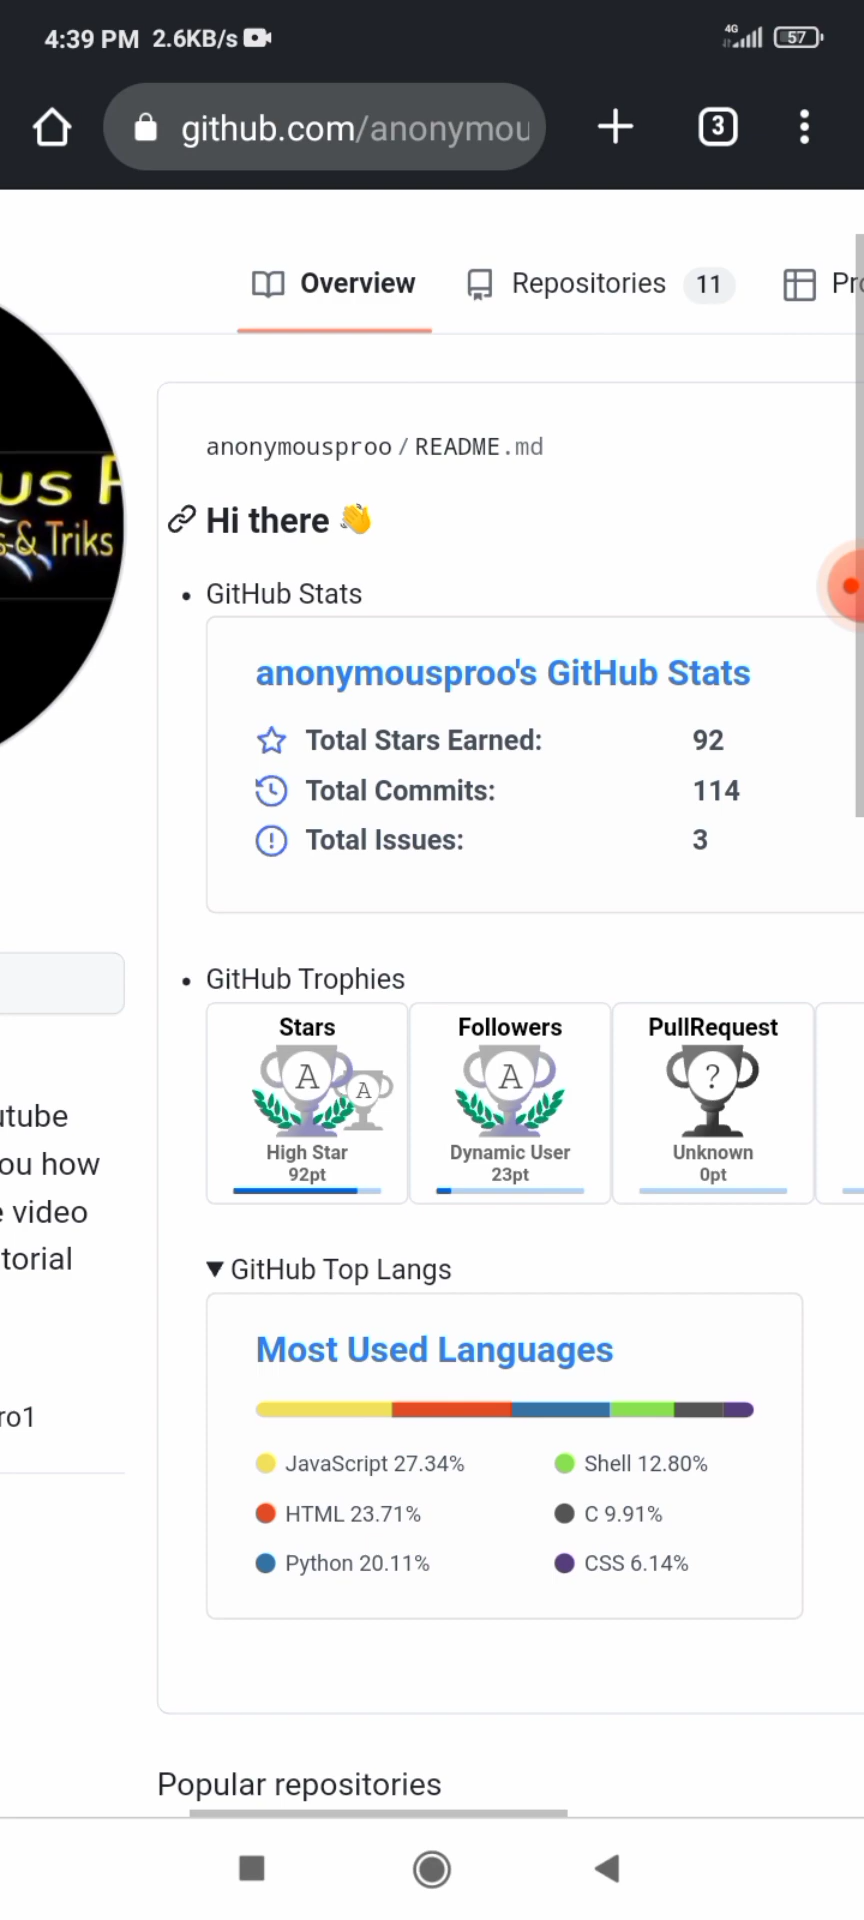 4:39 PM 2.6KB/s 4G 57
github.com/anonymou 3
Overview Repositories 11 Pro
us P
s & Triks
anonymousproo / README.md
Hi there 👋
• GitHub Stats
anonymousproo's GitHub Stats
Total Stars Earned: 92
Total Commits: 114
Total Issues: 3
• GitHub Trophies
Stars Followers PullRequest
A A A ?
High Star Dynamic User Unknown
92pt 23pt 0pt
utube
ou how
e video
torial
ro1
▼ GitHub Top Langs
Most Used Languages
JavaScript 27.34% Shell 12.80%
HTML 23.71% C 9.91%
Python 20.11% CSS 6.14%
Popular repositories